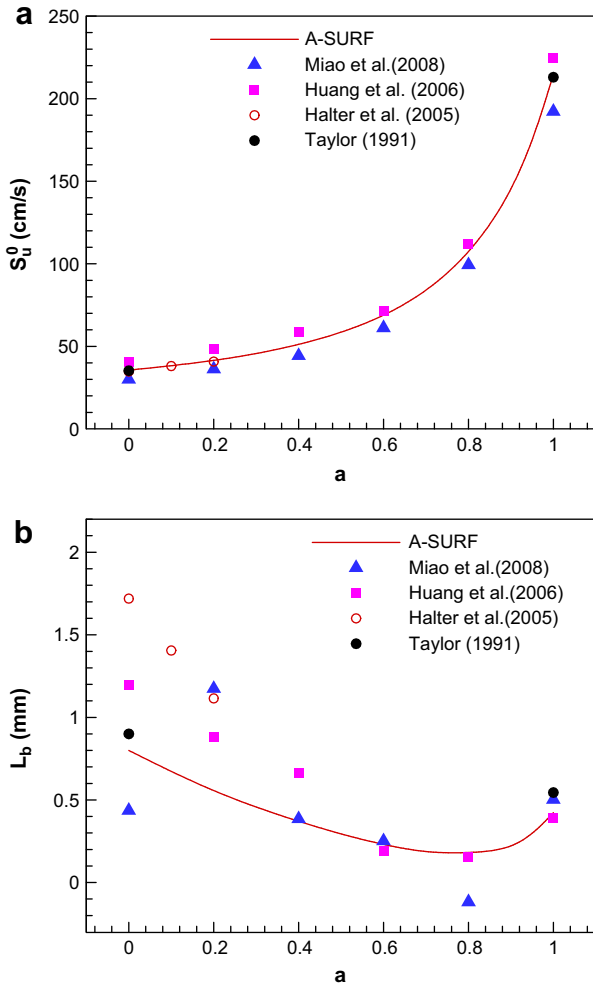 a
250
200
150
100
50
0
S_u^0 (cm/s)
A-SURF
Miao et al.(2008)
Huang et al. (2006)
Halter et al. (2005)
Taylor (1991)
0 0.2 0.4 0.6 0.8 1
a
b
2
1.5
1
0.5
0
L_b (mm)
A-SURF
Miao et al.(2008)
Huang et al.(2006)
Halter et al.(2005)
Taylor (1991)
0 0.2 0.4 0.6 0.8 1
a